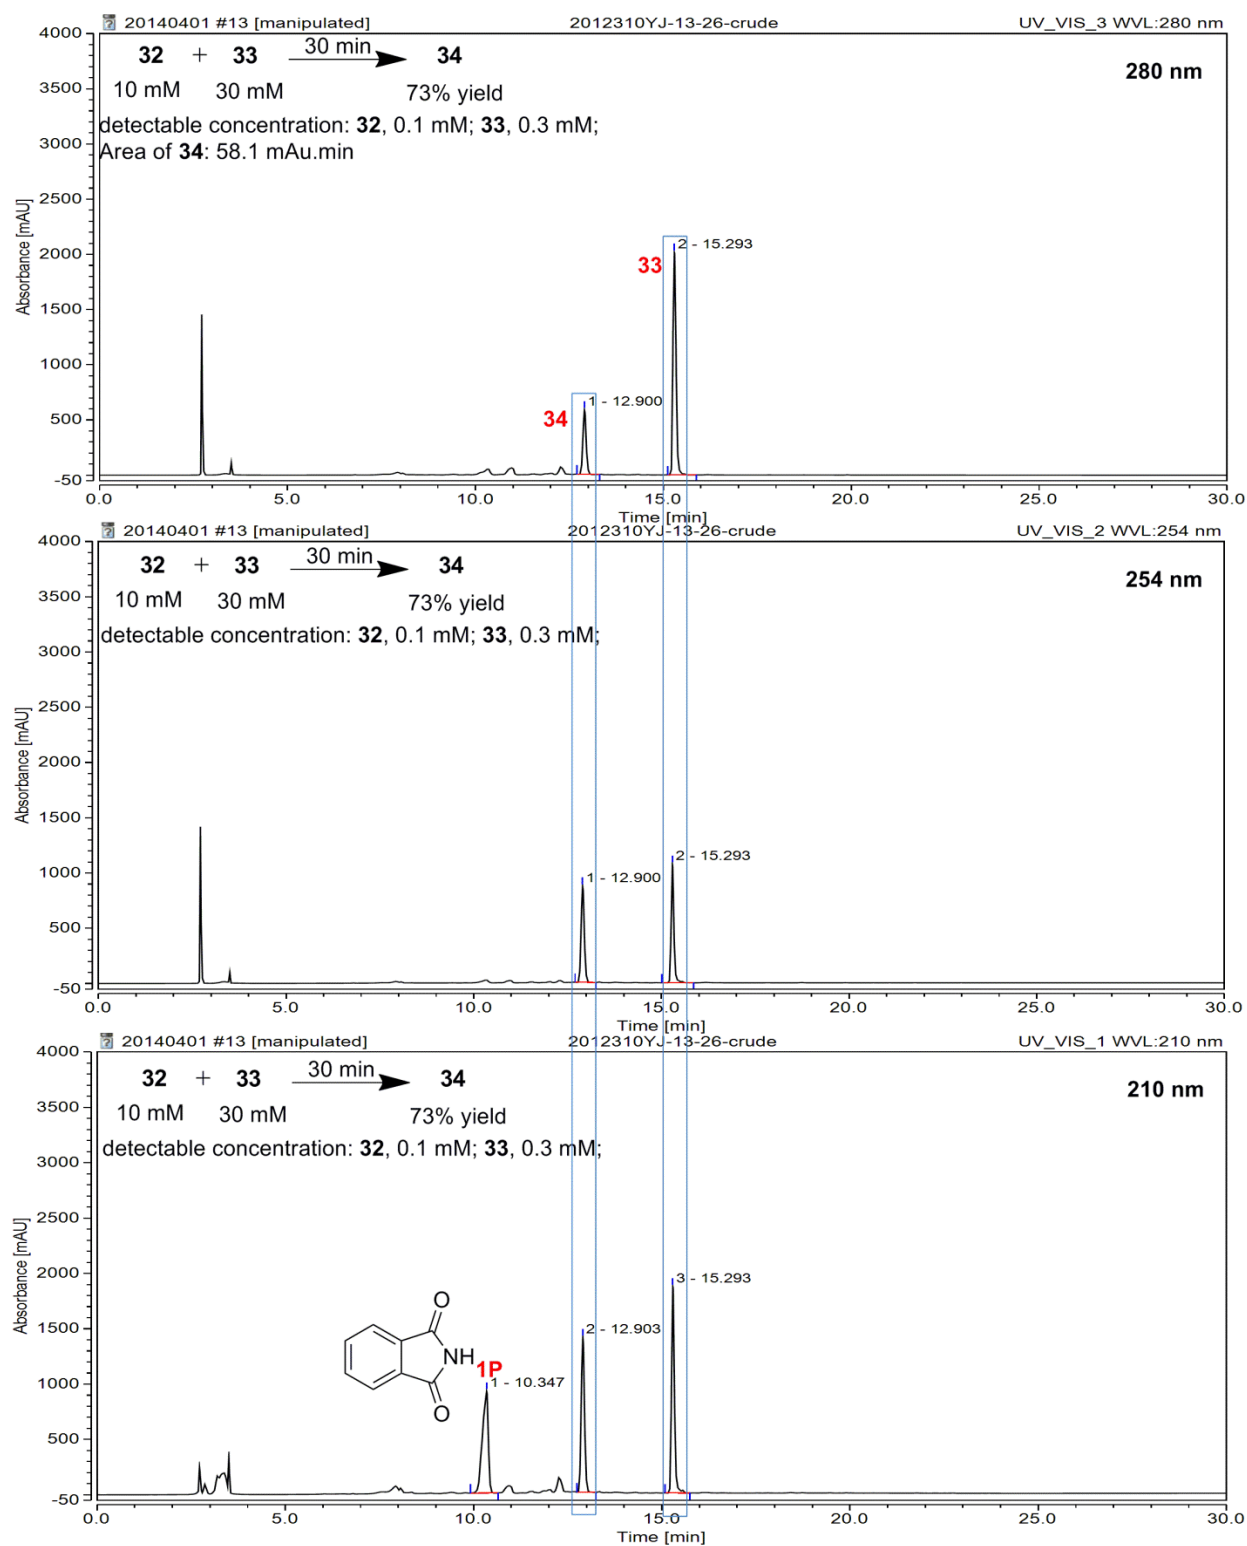 20140401 #13 [manipulated] 2012310YJ-13-26-crude UV_VIS_3 WVL:280 nm
4000
3500
3000
2500
2000
1500
1000
500
-50
Absorbance [mAU]
32 + 33 30 min 34
10 mM 30 mM 73% yield
280 nm
detectable concentration: 32, 0.1 mM; 33, 0.3 mM;
Area of 34: 58.1 mAu.min
33
2 - 15.293
34
1 - 12.900
0.0 5.0 10.0 15.0 20.0 25.0 30.0
Time [min]
20140401 #13 [manipulated] 2012310YJ-13-26-crude UV_VIS_2 WVL:254 nm
4000
3500
3000
2500
2000
1500
1000
500
-50
Absorbance [mAU]
32 + 33 30 min 34
10 mM 30 mM 73% yield
254 nm
detectable concentration: 32, 0.1 mM; 33, 0.3 mM;
1 - 12.900
2 - 15.293
0.0 5.0 10.0 15.0 20.0 25.0 30.0
Time [min]
20140401 #13 [manipulated] 2012310YJ-13-26-crude UV_VIS_1 WVL:210 nm
4000
3500
3000
2500
2000
1500
1000
500
-50
Absorbance [mAU]
32 + 33 30 min 34
10 mM 30 mM 73% yield
210 nm
detectable concentration: 32, 0.1 mM; 33, 0.3 mM;
O
NH
O
1P
1 - 10.347
2 - 12.903
3 - 15.293
0.0 5.0 10.0 15.0 20.0 25.0 30.0
Time [min]